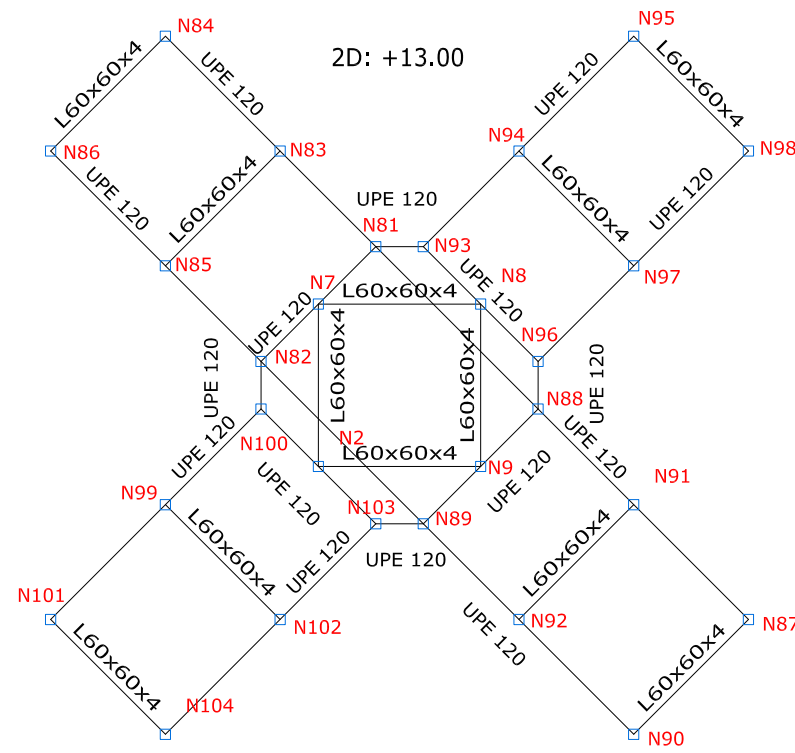 N84
N95
2D: +13.00
L60x60x4
UPE 120
UPE 120
L60x60x4
N86
N83
N94
N98
UPE 120
L60x60x4
UPE 120
L60x60x4
UPE 120
N85
N81
N93
N97
N7
L60x60x4
N8
UPE 120
UPE 120
N82
N96
UPE 120
L60x60x4
L60x60x4
UPE 120
N88
N100
N2
UPE 120
UPE 120
L60x60x4
N9
UPE 120
UPE 120
N99
N103
N89
N91
L60x60x4
UPE 120
UPE 120
L60x60x4
N101
N102
N92
N87
L60x60x4
UPE 120
L60x60x4
N104
N90